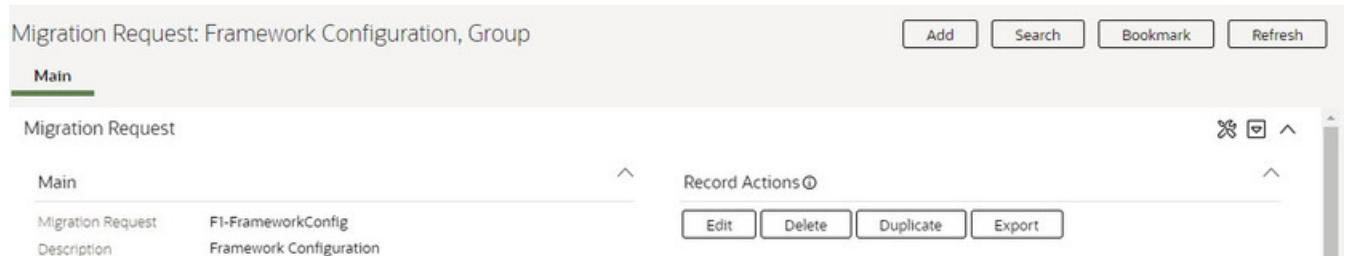 Migration Request: Framework Configuration, Group
Add Search Bookmark Refresh
Main
Migration Request
Main
Record Actions
Migration Request F1-FrameworkConfig
Edit Delete Duplicate Export
Description Framework Configuration